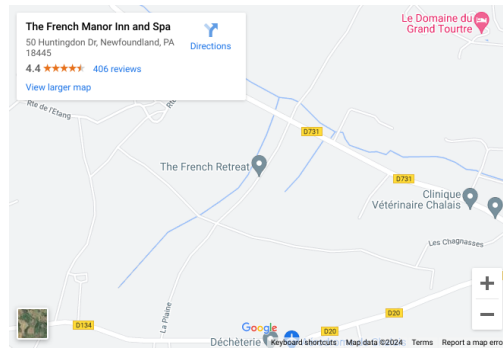 The French Manor Inn and Spa
50 Huntingdon Dr, Newfoundland, PA
18445
Directions
4.4
406 reviews
View larger map
Le Domaine du
Grand Tourtre
Rte de l'Étang
D731
The French Retreat
D731
Clinique
Vétérinaire Chalais
Les Chagnasses
La Plaine
D134
D20
D20
Google
Déchèterie
Keyboard shortcuts
Map data ©2024
Terms
Report a map erro